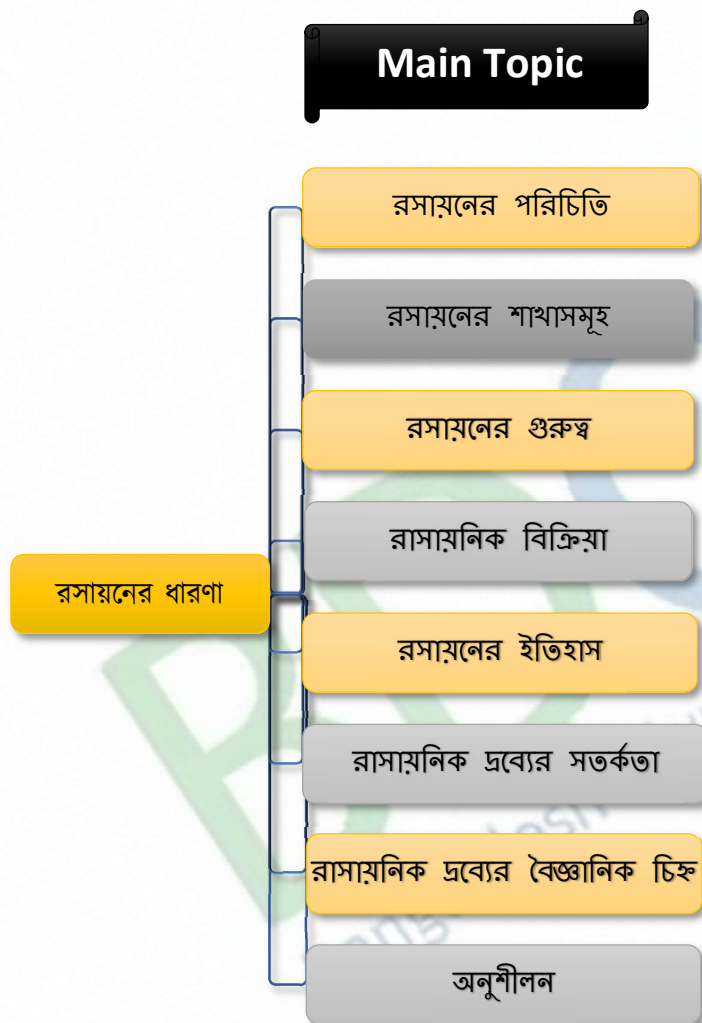 Main Topic
রসায়নের পরিচিতি
রসায়নের শাখাসমূহ
রসায়নের গুরুত্ব
রাসায়নিক বিক্রিয়া
রসায়নের ধারণা
রসায়নের ইতিহাস
রাসায়নিক দ্রব্যের সতর্কতা
রাসায়নিক দ্রব্যের বৈজ্ঞানিক চিহ্ন
অনুশীলন